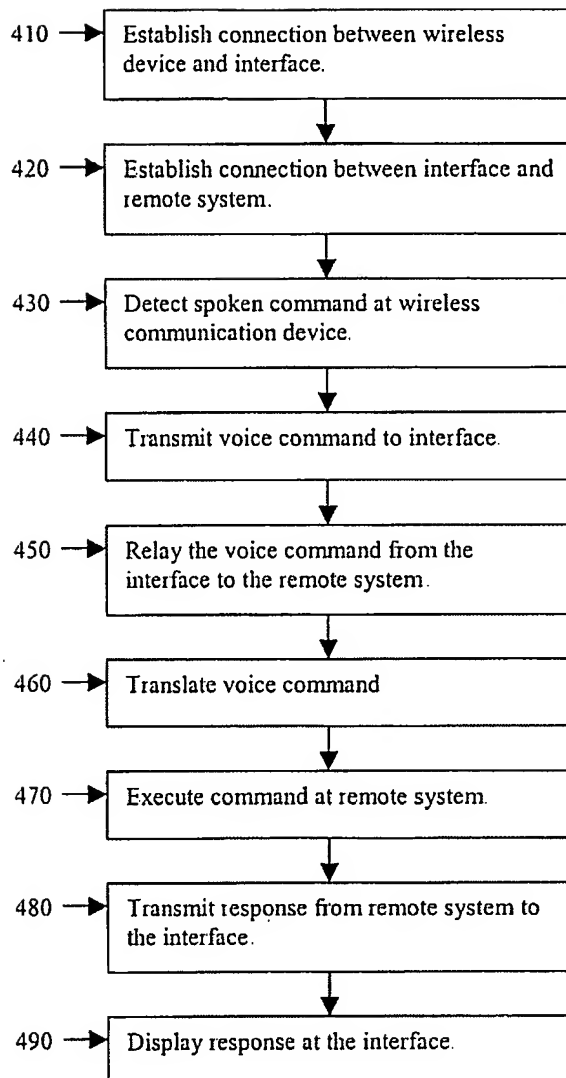 410 Establish connection between wireless
device and interface.
420 Establish connection between interface and
remote system.
430 Detect spoken command at wireless
communication device.
440 Transmit voice command to interface.
450 Relay the voice command from the
interface to the remote system.
460 Translate voice command
470 Execute command at remote system.
480 Transmit response from remote system to
the interface.
490 Display response at the interface.